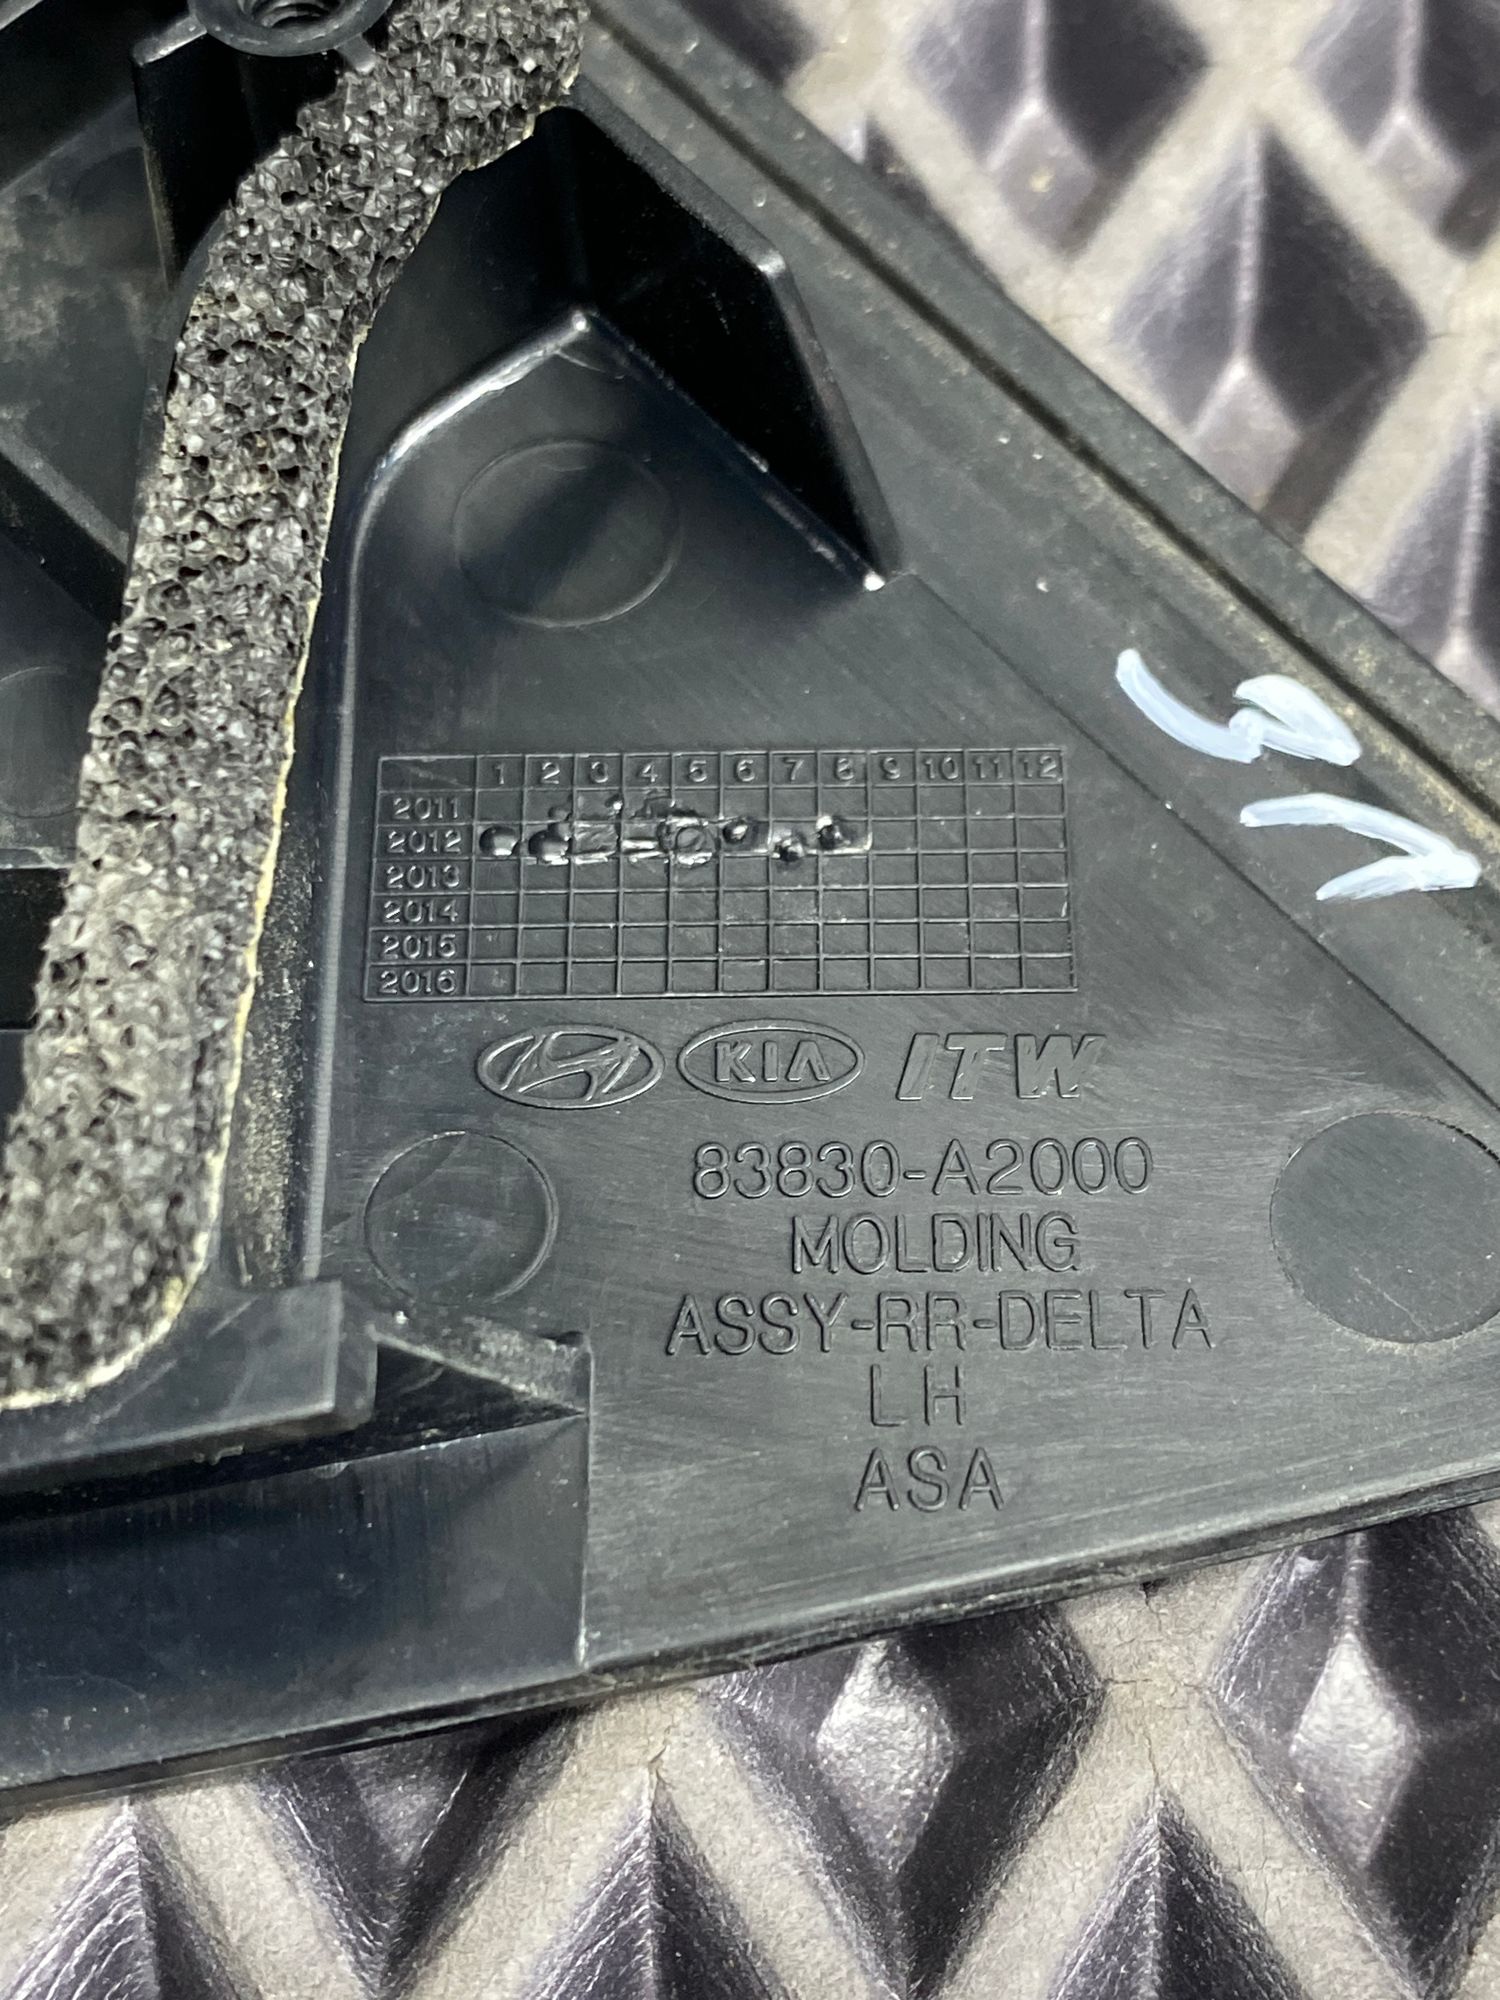 1 2 3 4 5 6 7 8 9 10 11 12
2011
2012
2013
2014
2015
2016
KIA ITW
83830-A2000
MOLDING
ASSY-RR-DELTA
LH
ASA